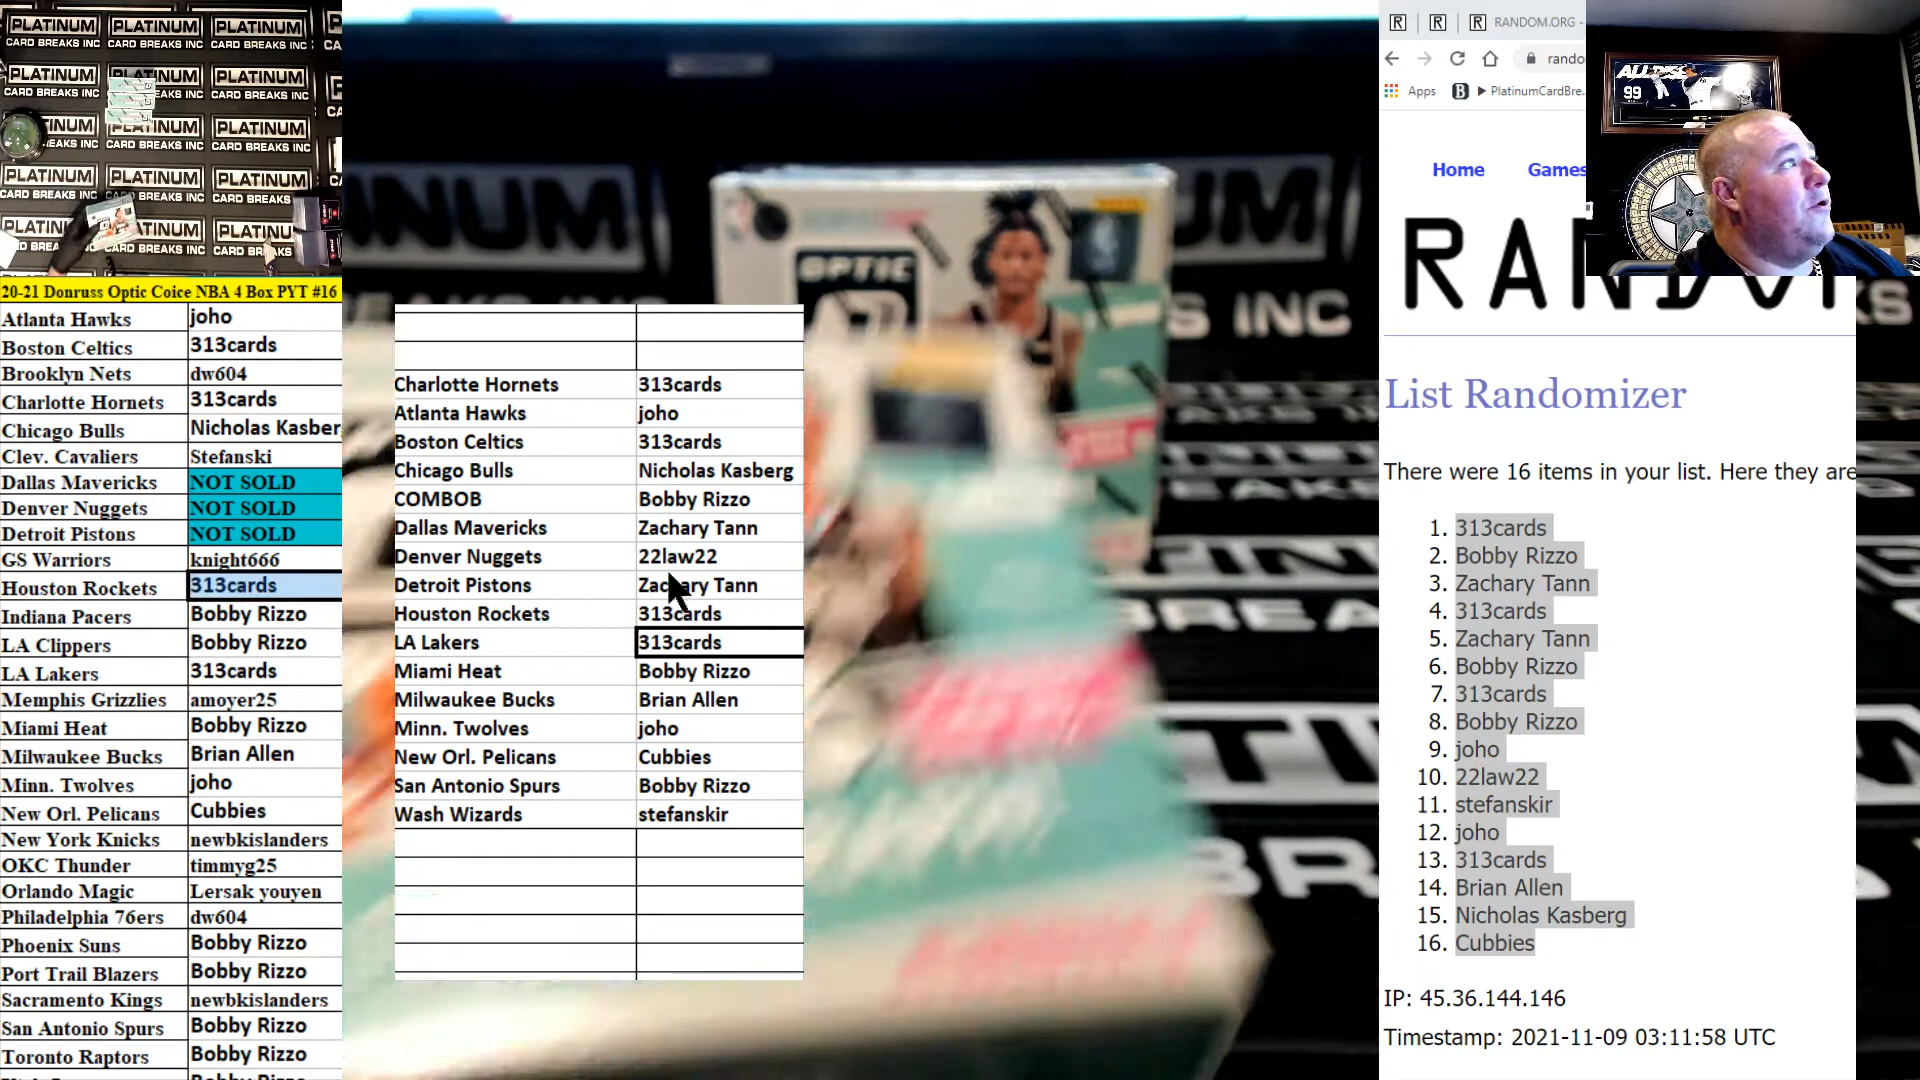 PLATINUM PLATINUM PLATINUM
CARD BREAKS INC CARD BREAKS INC CARD BREAKS INC
20-21 Donruss Optic Coice NBA 4 Box PYT #16
Atlanta Hawks joho
Boston Celtics 313cards
Brooklyn Nets dw604
Charlotte Hornets 313cards
Chicago Bulls Nicholas Kasber
Clev. Cavaliers Stefanski
Dallas Mavericks NOT SOLD
Denver Nuggets NOT SOLD
Detroit Pistons NOT SOLD
GS Warriors knight666
Houston Rockets 313cards
Indiana Pacers Bobby Rizzo
LA Clippers Bobby Rizzo
LA Lakers 313cards
Memphis Grizzlies amoyer25
Miami Heat Bobby Rizzo
Milwaukee Bucks Brian Allen
Minn. Twolves joho
New Orl. Pelicans Cubbies
New York Knicks newbkislanders
OKC Thunder timmyg25
Orlando Magic Lersak youyen
Philadelphia 76ers dw604
Phoenix Suns Bobby Rizzo
Port Trail Blazers Bobby Rizzo
Sacramento Kings newbkislanders
San Antonio Spurs Bobby Rizzo
Toronto Raptors Bobby Rizzo
OPTIC
Charlotte Hornets 313cards
Atlanta Hawks joho
Boston Celtics 313cards
Chicago Bulls Nicholas Kasberg
COMBOB Bobby Rizzo
Dallas Mavericks Zachary Tann
Denver Nuggets 22law22
Detroit Pistons Zachary Tann
Houston Rockets 313cards
LA Lakers 313cards
Miami Heat Bobby Rizzo
Milwaukee Bucks Brian Allen
Minn. Twolves joho
New Orl. Pelicans Cubbies
San Antonio Spurs Bobby Rizzo
Wash Wizards stefanskir
RANDOM.ORG -
rando
Apps PlatinumCardBre..
ALL RISE
99
Home Games
List Randomizer
There were 16 items in your list. Here they are
1. 313cards
2. Bobby Rizzo
3. Zachary Tann
4. 313cards
5. Zachary Tann
6. Bobby Rizzo
7. 313cards
8. Bobby Rizzo
9. joho
10. 22law22
11. stefanskir
12. joho
13. 313cards
14. Brian Allen
15. Nicholas Kasberg
16. Cubbies
IP: 45.36.144.146
Timestamp: 2021-11-09 03:11:58 UTC